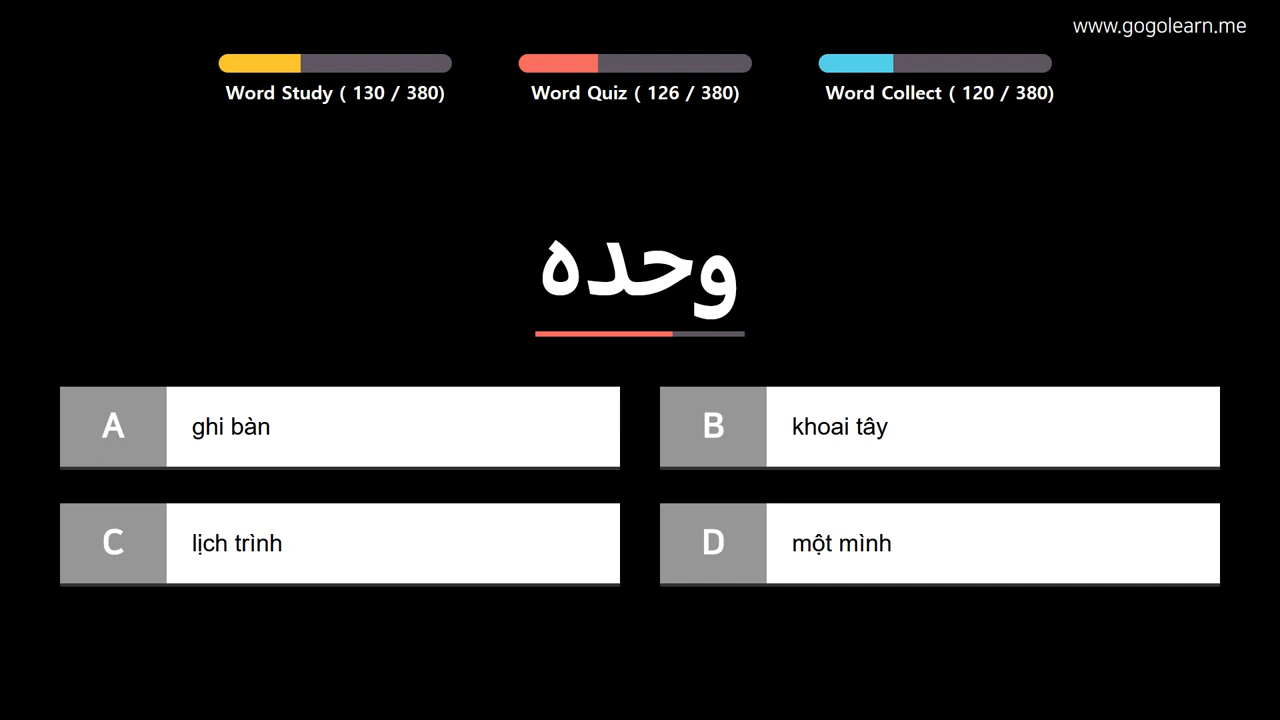 www.gogolearn.me
Word Study ( 130 / 380)
Word Quiz ( 126 / 380)
Word Collect ( 120 / 380)
وحده
A
ghi bàn
B
khoai tây
C
lịch trình
D
một mình